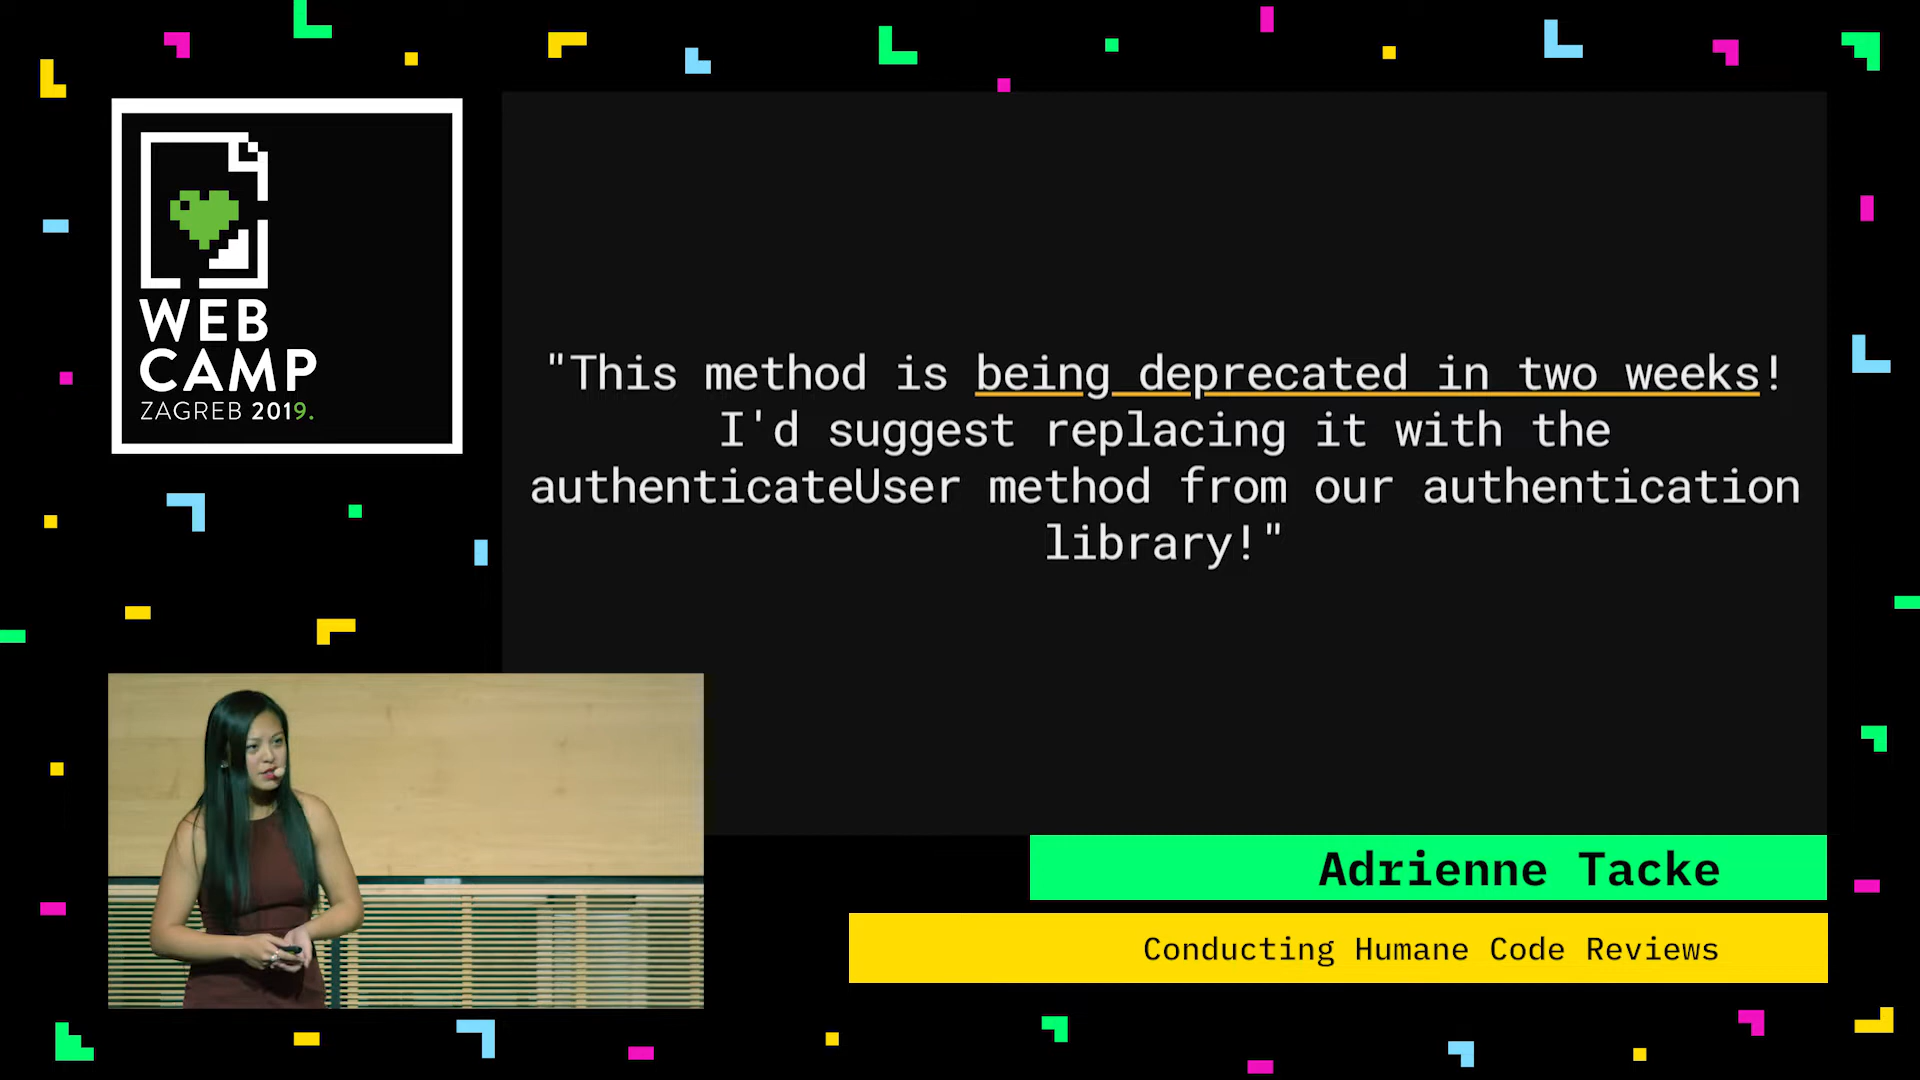 WEB
CAMP
ZAGREB 2019.
"This method is being deprecated in two weeks!
I'd suggest replacing it with the
authenticateUser method from our authentication
library!"
Adrienne Tacke
Conducting Humane Code Reviews